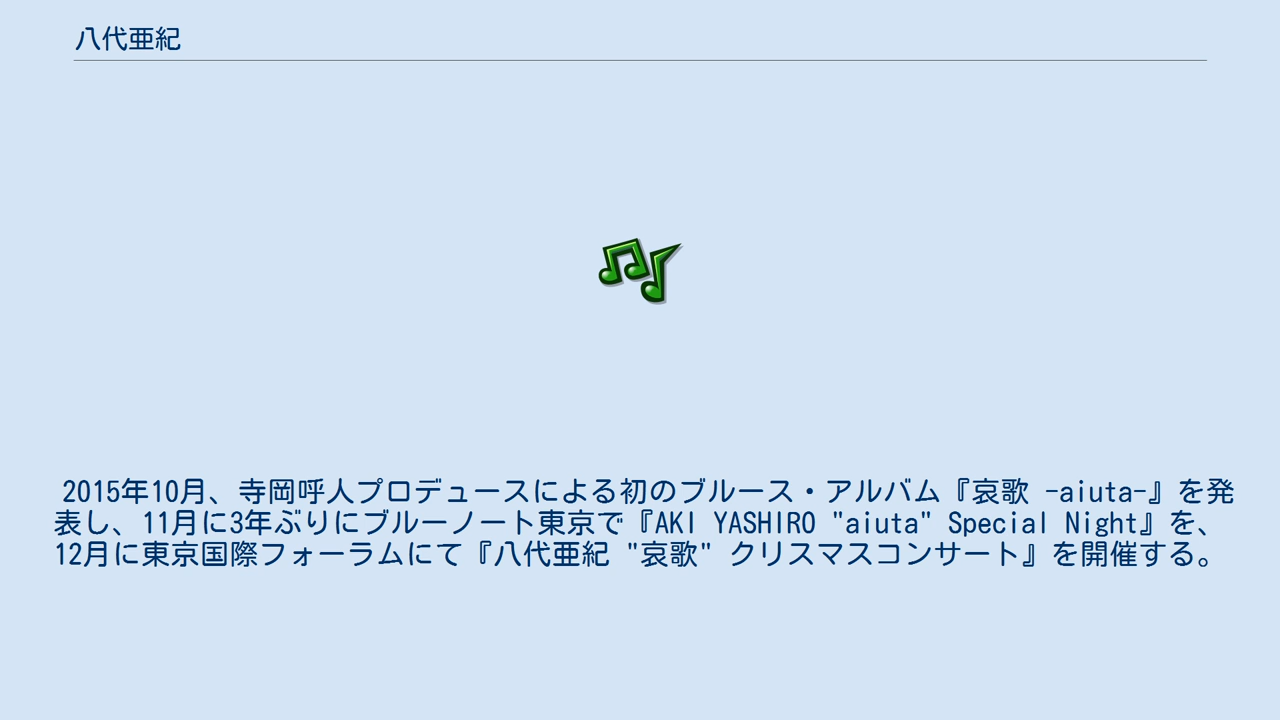 八代亜紀
2015年10月、寺岡呼人プロデュースによる初のブルース・アルバム『哀歌 -aiuta-』を発
表し、11月に3年ぶりにブルーノート東京で『AKI YASHIRO "aiuta" Special Night』を、
12月に東京国際フォーラムにて『八代亜紀 "哀歌" クリスマスコンサート』を開催する。